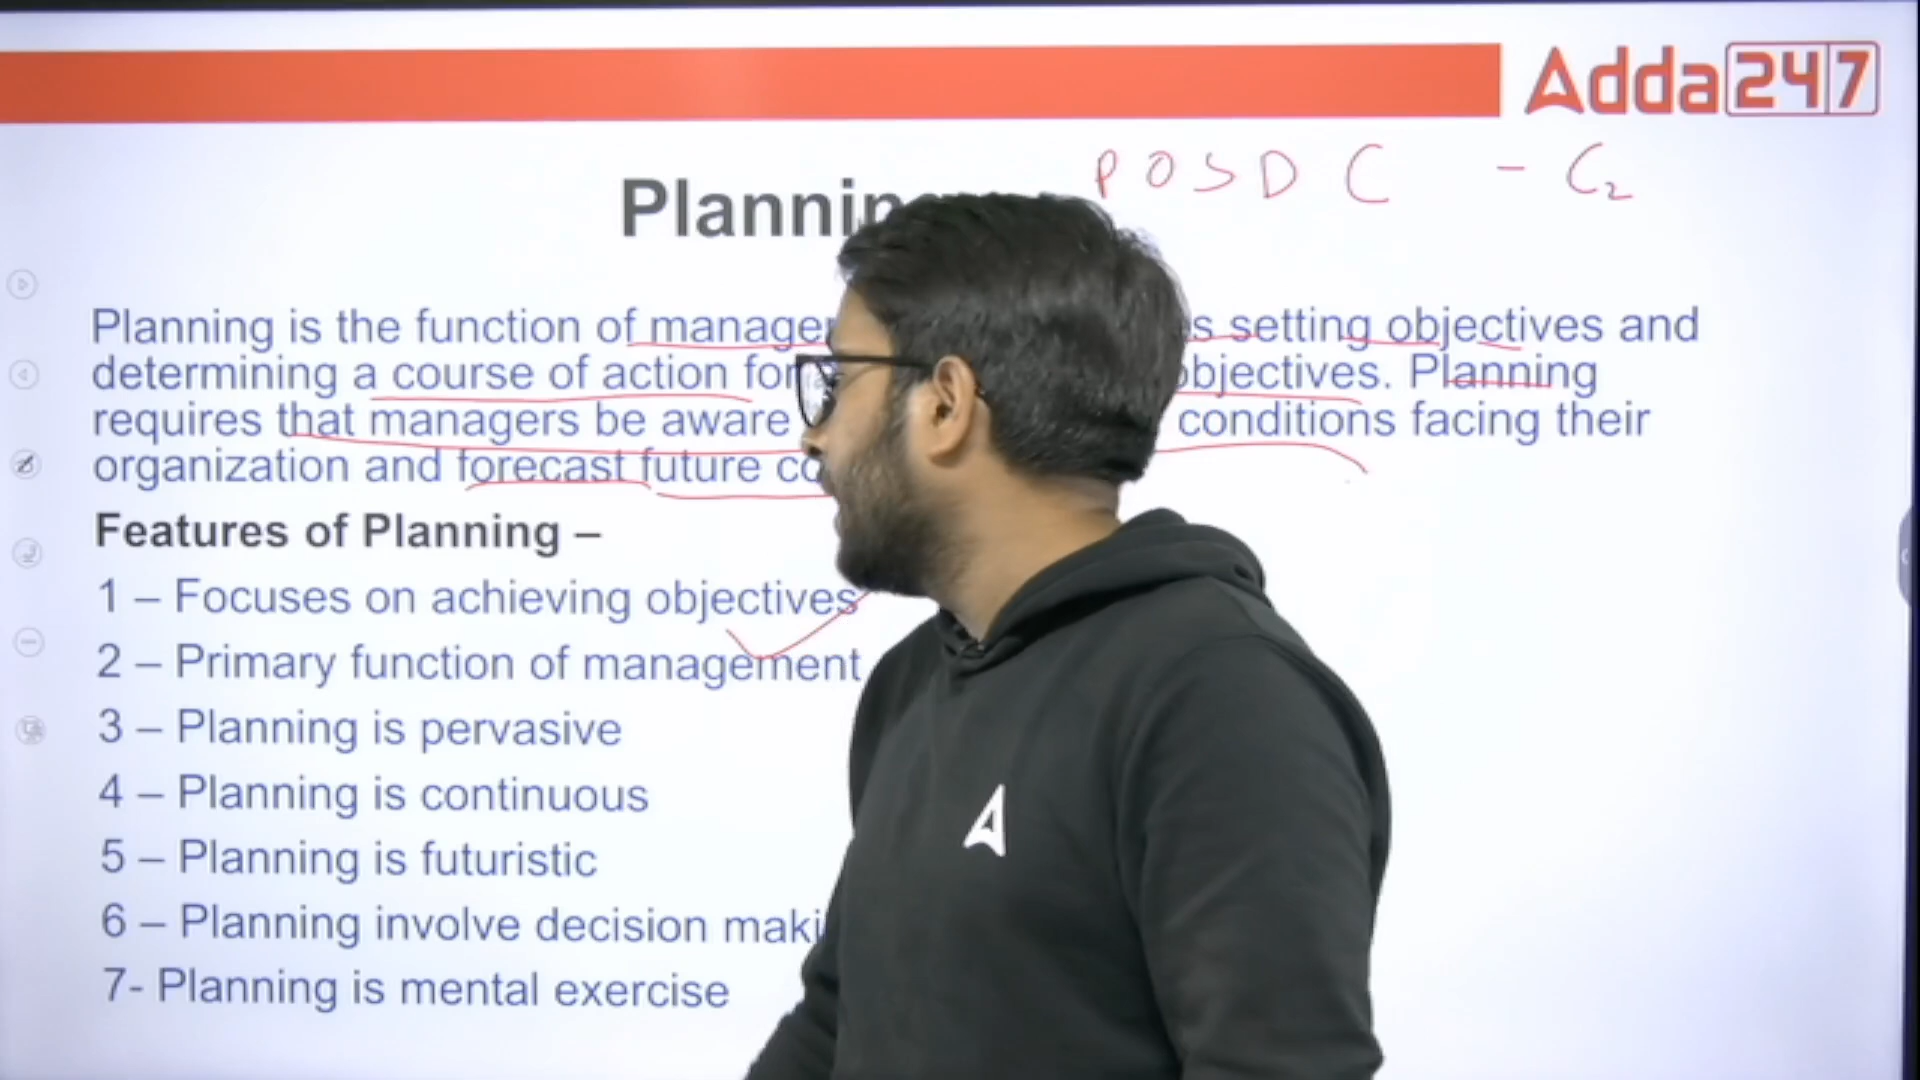 Adda247
POSDC - C2
Plannin
Planning is the function of manager s setting objectives and
determining a course of action for objectives. Planning
requires that managers be aware conditions facing their
organization and forecast future co
Features of Planning –
1 – Focuses on achieving objectives
2 – Primary function of management
3 – Planning is pervasive
4 – Planning is continuous
5 – Planning is futuristic
6 – Planning involve decision maki
7- Planning is mental exercise